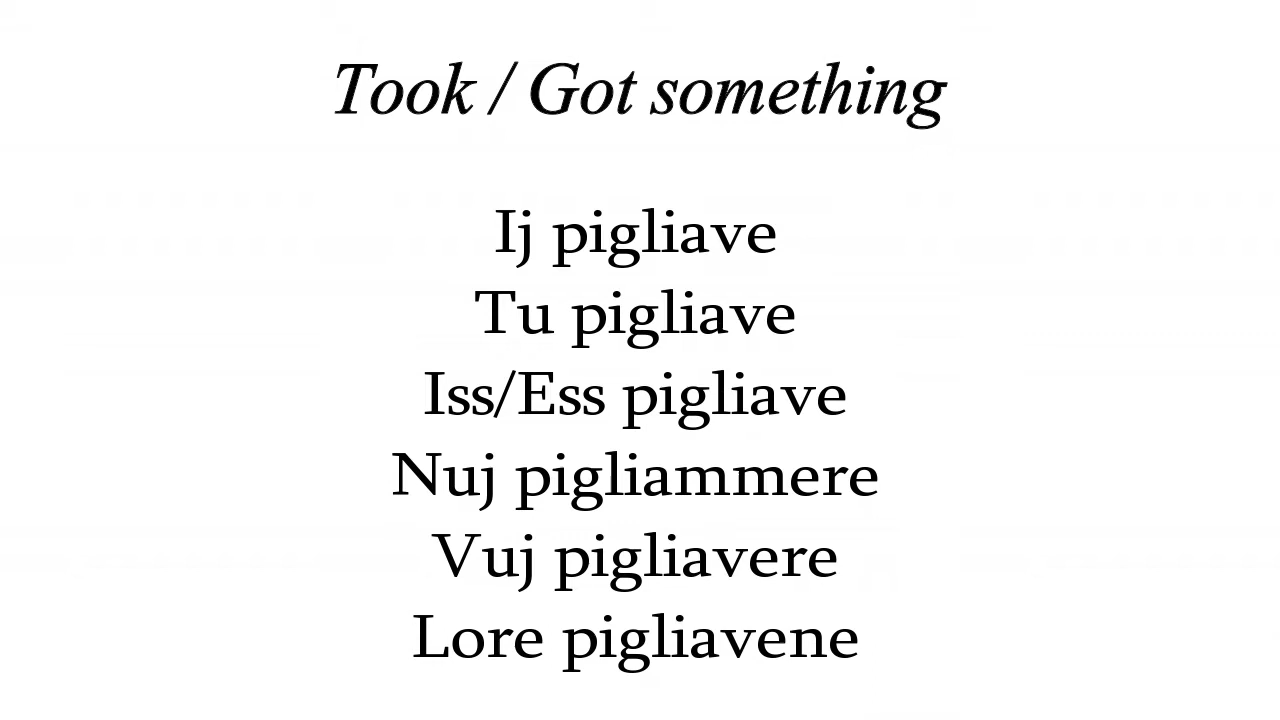 Took / Got something
Ij pigliave
Tu pigliave
Iss/Ess pigliave
Nuj pigliammere
Vuj pigliavere
Lore pigliavene